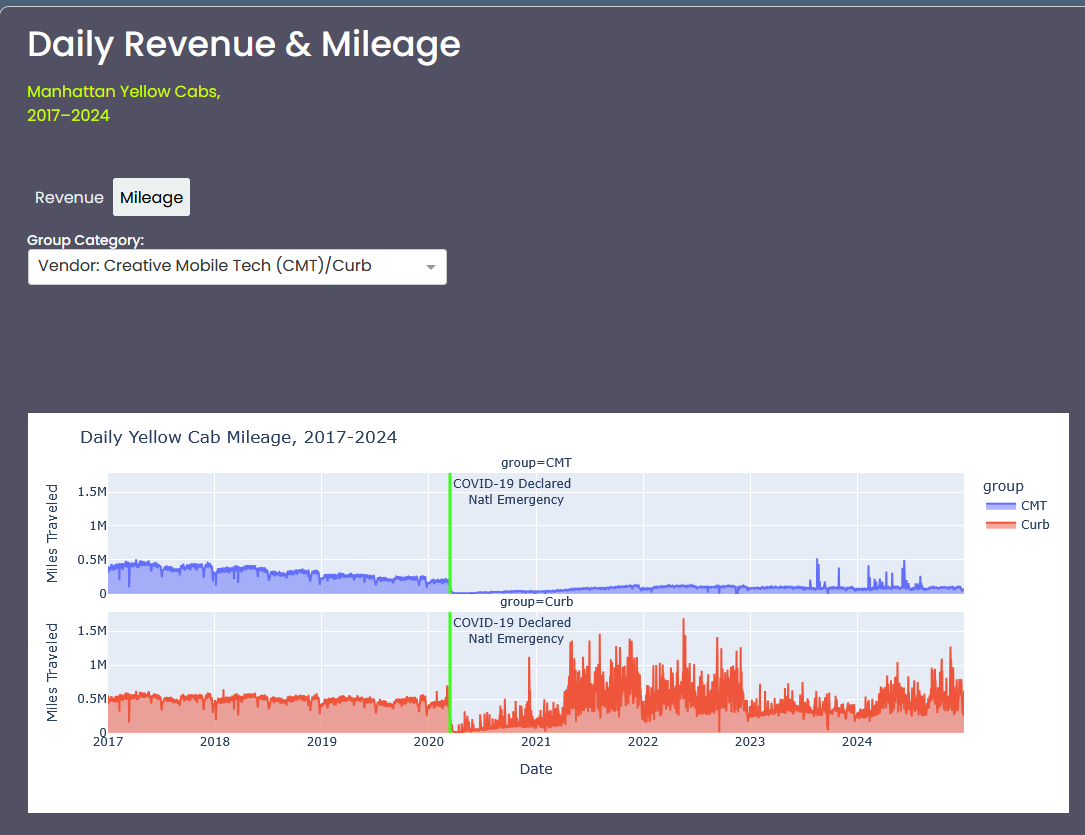 Daily Revenue & Mileage
Manhattan Yellow Cabs,
2017–2024
Revenue Mileage
Group Category:
Vendor: Creative Mobile Tech (CMT)/Curb
Daily Yellow Cab Mileage, 2017-2024
group=CMT
COVID-19 Declared
Natl Emergency
Miles Traveled
1.5M
1M
0.5M
0
group
CMT
Curb
group=Curb
COVID-19 Declared
Natl Emergency
Miles Traveled
1.5M
1M
0.5M
0
2017 2018 2019 2020 2021 2022 2023 2024
Date